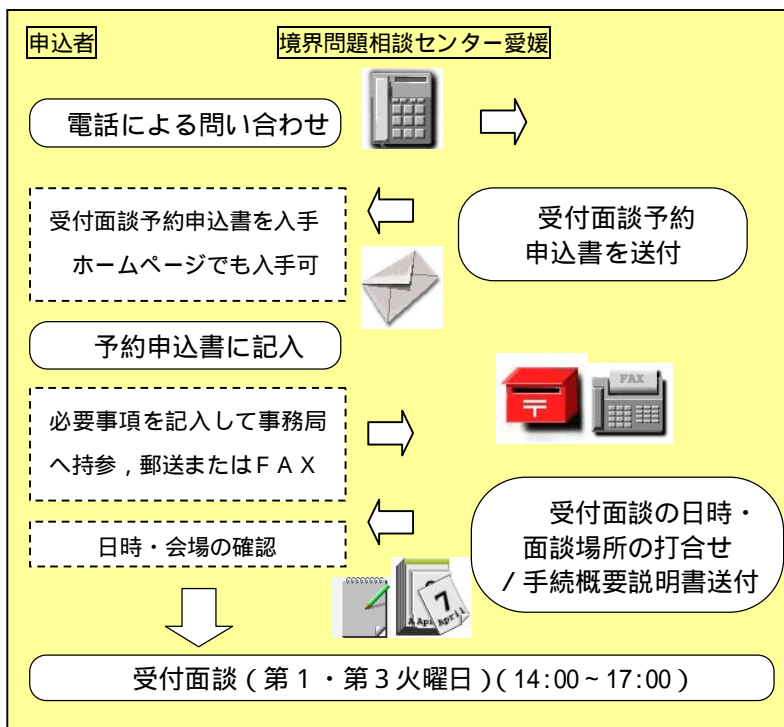 申込者
境界問題相談センター愛媛
電話による問い合わせ
受付面談予約申込書を入手
ホームページでも入手可
受付面談予約
申込書を送付
予約申込書に記入
FAX
〒
必要事項を記入して事務局
へ持参，郵送またはＦＡＸ
受付面談の日時・
面談場所の打合せ
/手続概要説明書送付
日時・会場の確認
7
April
受付面談(第１・第３火曜日)(14:00~17:00)